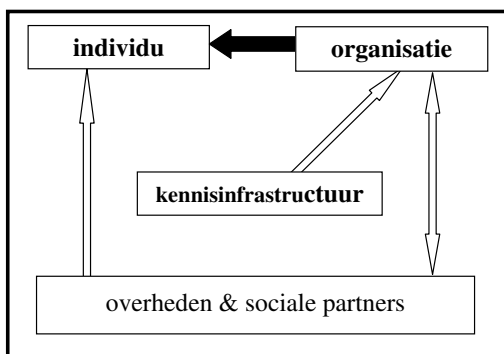 individu
organisatie
kennisinfrastructuur
overheden & sociale partners